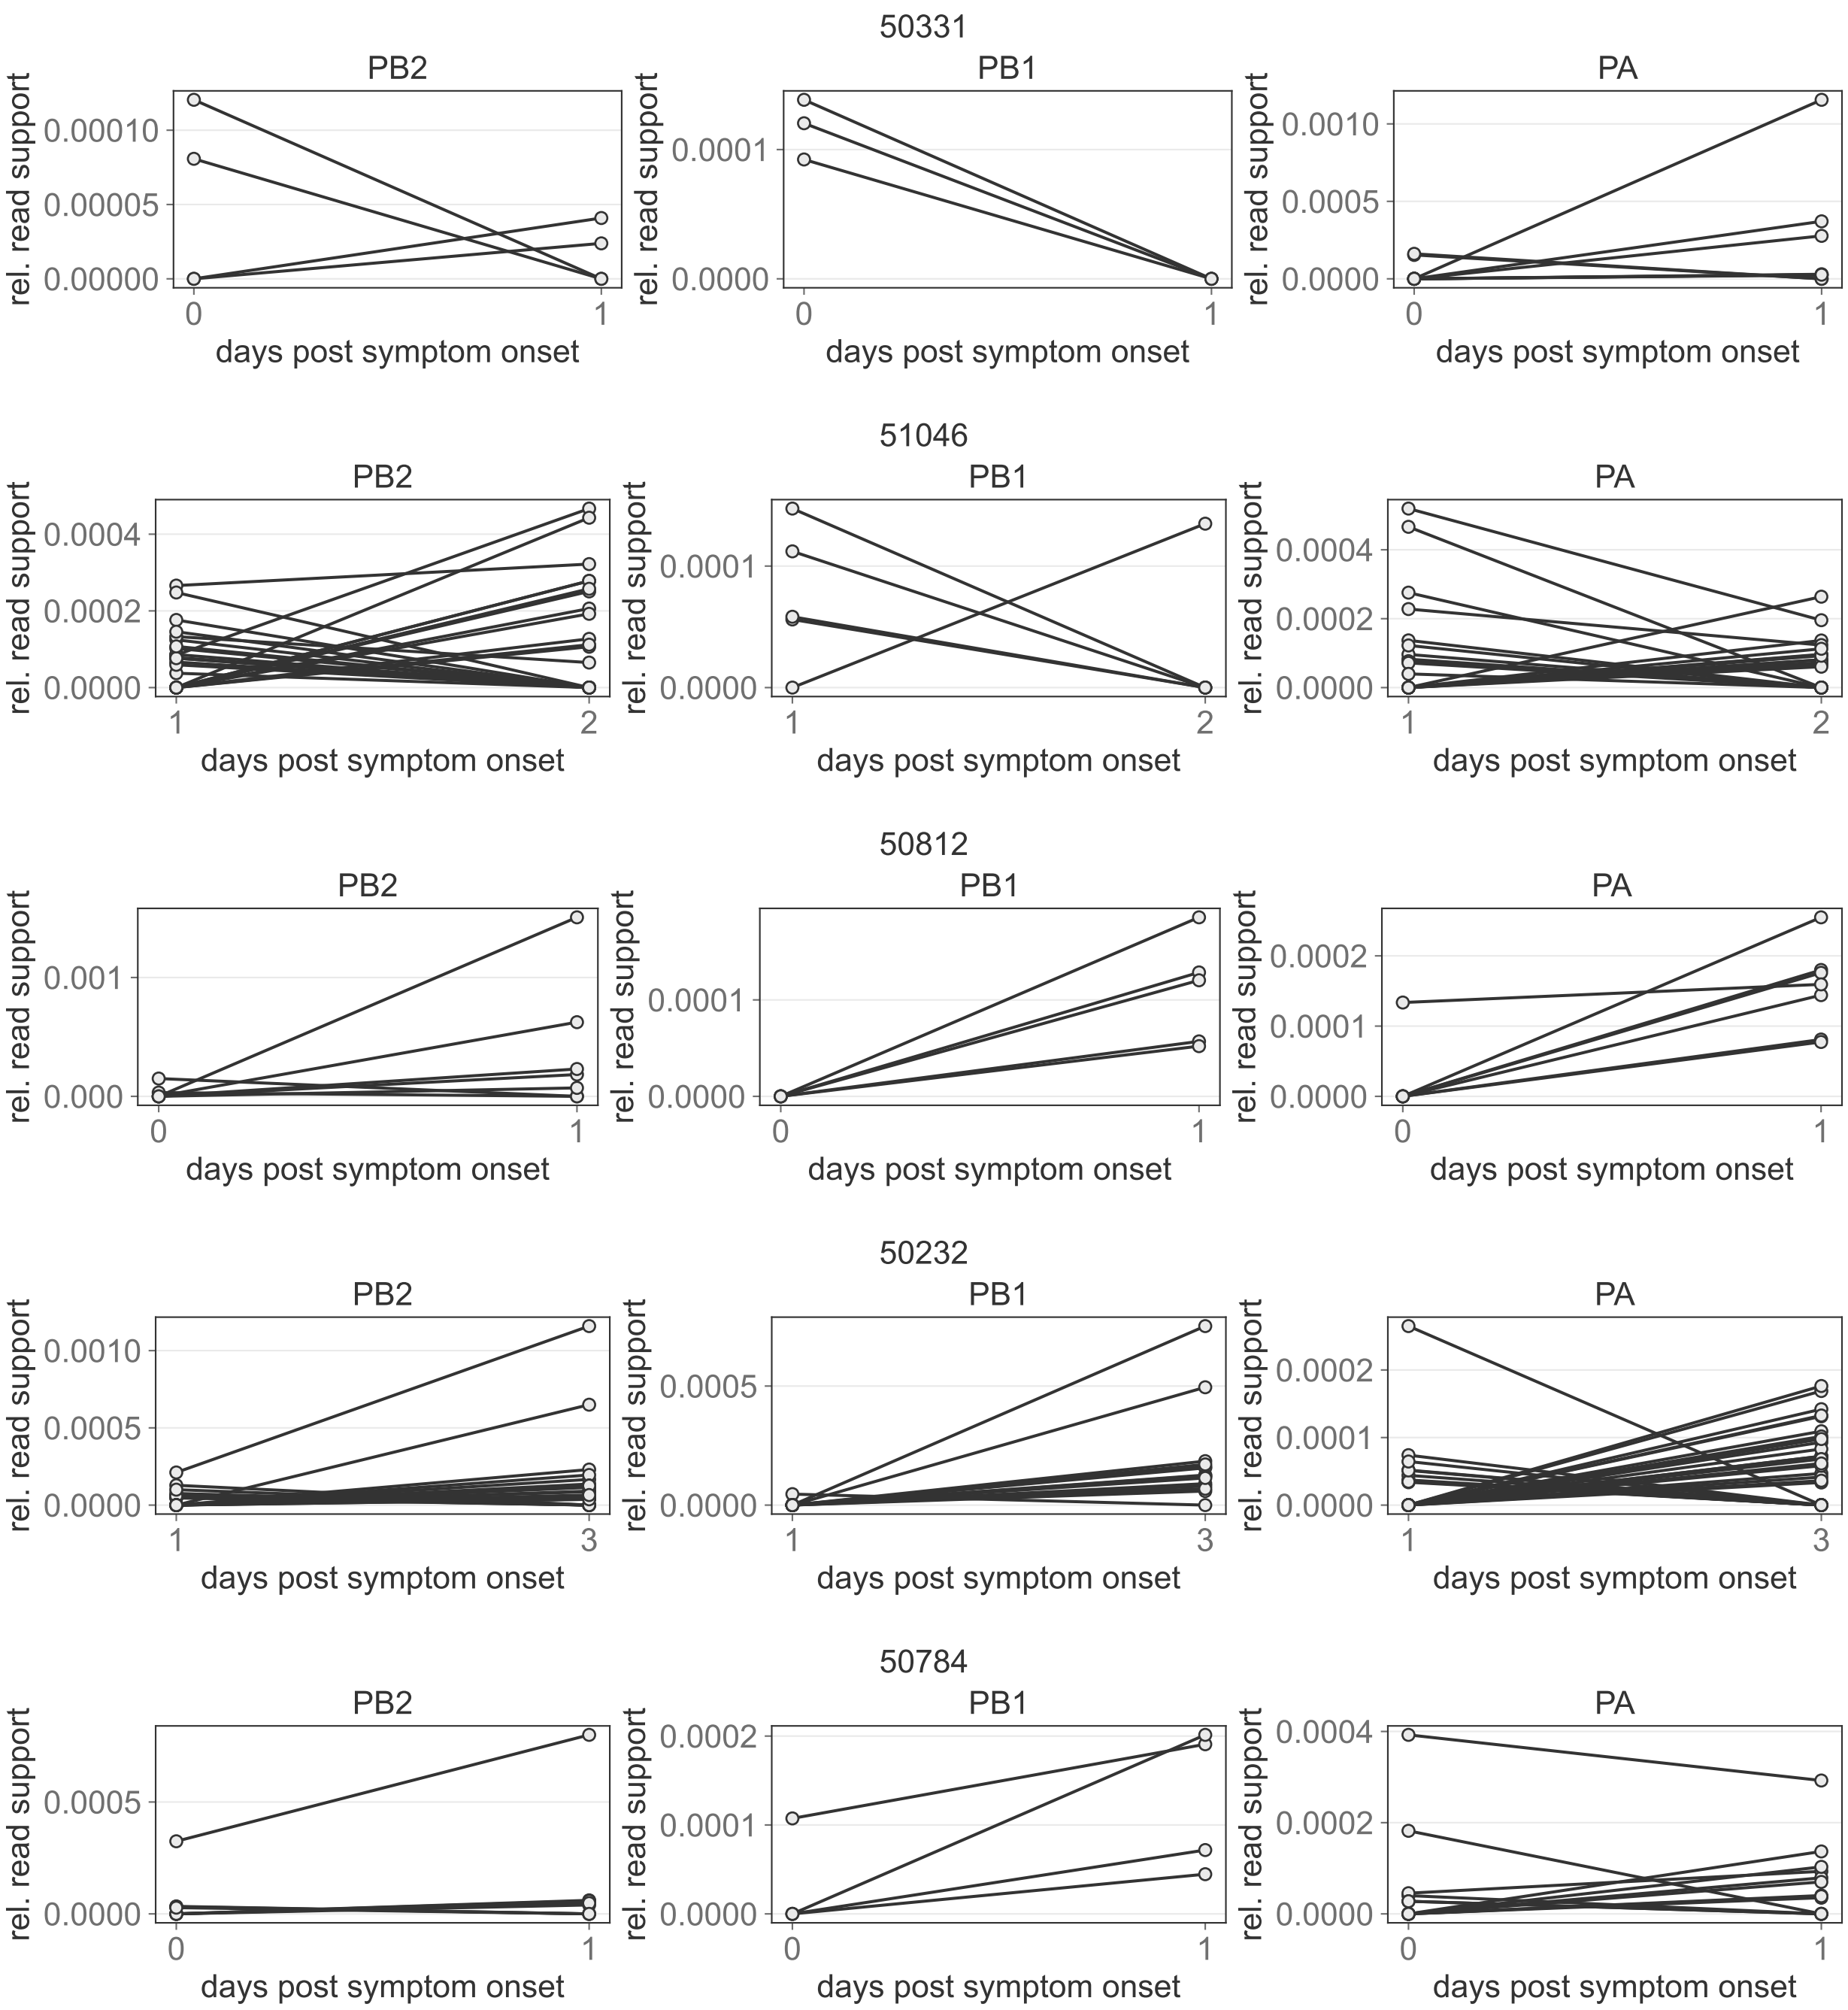 50331
PB2 PB1 PA
rel. read support
0.00010
0.00005
0.00000
0 1
days post symptom onset
rel. read support
0.0001
0.0000
0 1
days post symptom onset
rel. read support
0.0010
0.0005
0.0000
0 1
days post symptom onset
51046
PB2 PB1 PA
rel. read support
0.0004
0.0002
0.0000
1 2
days post symptom onset
rel. read support
0.0001
0.0000
1 2
days post symptom onset
rel. read support
0.0004
0.0002
0.0000
1 2
days post symptom onset
50812
PB2 PB1 PA
rel. read support
0.001
0.000
0 1
days post symptom onset
rel. read support
0.0001
0.0000
0 1
days post symptom onset
rel. read support
0.0002
0.0001
0.0000
0 1
days post symptom onset
50232
PB2 PB1 PA
rel. read support
0.0010
0.0005
0.0000
1 3
days post symptom onset
rel. read support
0.0005
0.0000
1 3
days post symptom onset
rel. read support
0.0002
0.0001
0.0000
1 3
days post symptom onset
50784
PB2 PB1 PA
rel. read support
0.0005
0.0000
0 1
days post symptom onset
rel. read support
0.0002
0.0001
0.0000
0 1
days post symptom onset
rel. read support
0.0004
0.0002
0.0000
0 1
days post symptom onset